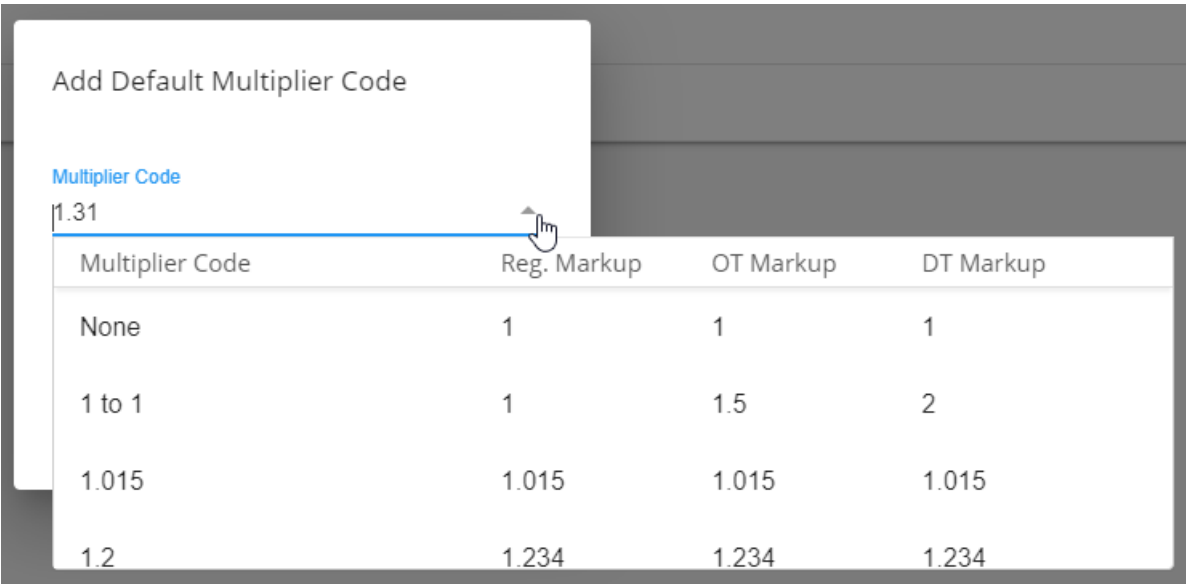 Add Default Multiplier Code
Multiplier Code
1.31
Multiplier Code Reg. Markup OT Markup DT Markup
None 1 1 1
1 to 1 1 1.5 2
1.015 1.015 1.015 1.015
1.2 1.234 1.234 1.234